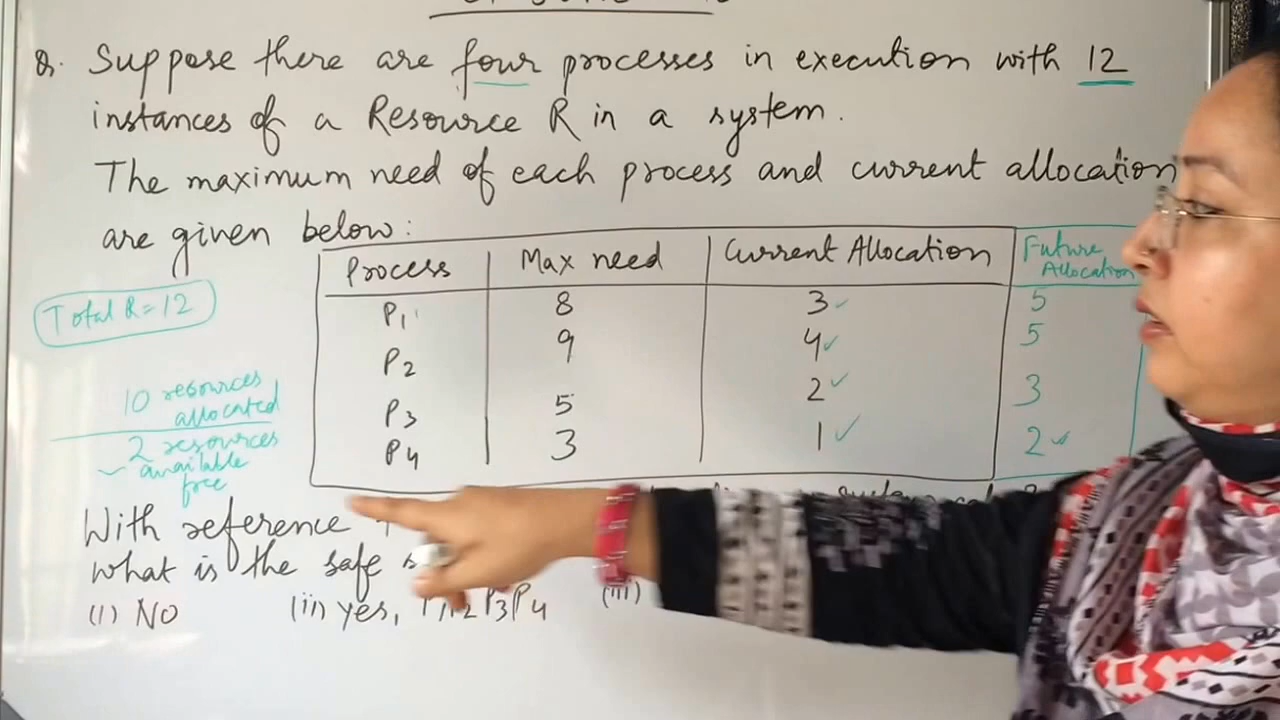 Q. Suppose there are four processes in execution with 12
instances of a Resource R in a system.
The maximum need of each process and current allocation
are given below:
Process Max need Current Allocation Future Allocation
P1 8 3 5
P2 9 4 5
P3 5 2 3
P4 3 1 2
Total R = 12
10 resources
allocated
2 resources
available
free
With reference
what is the safe
(i) No (ii) Yes, P3 P4 (iii)